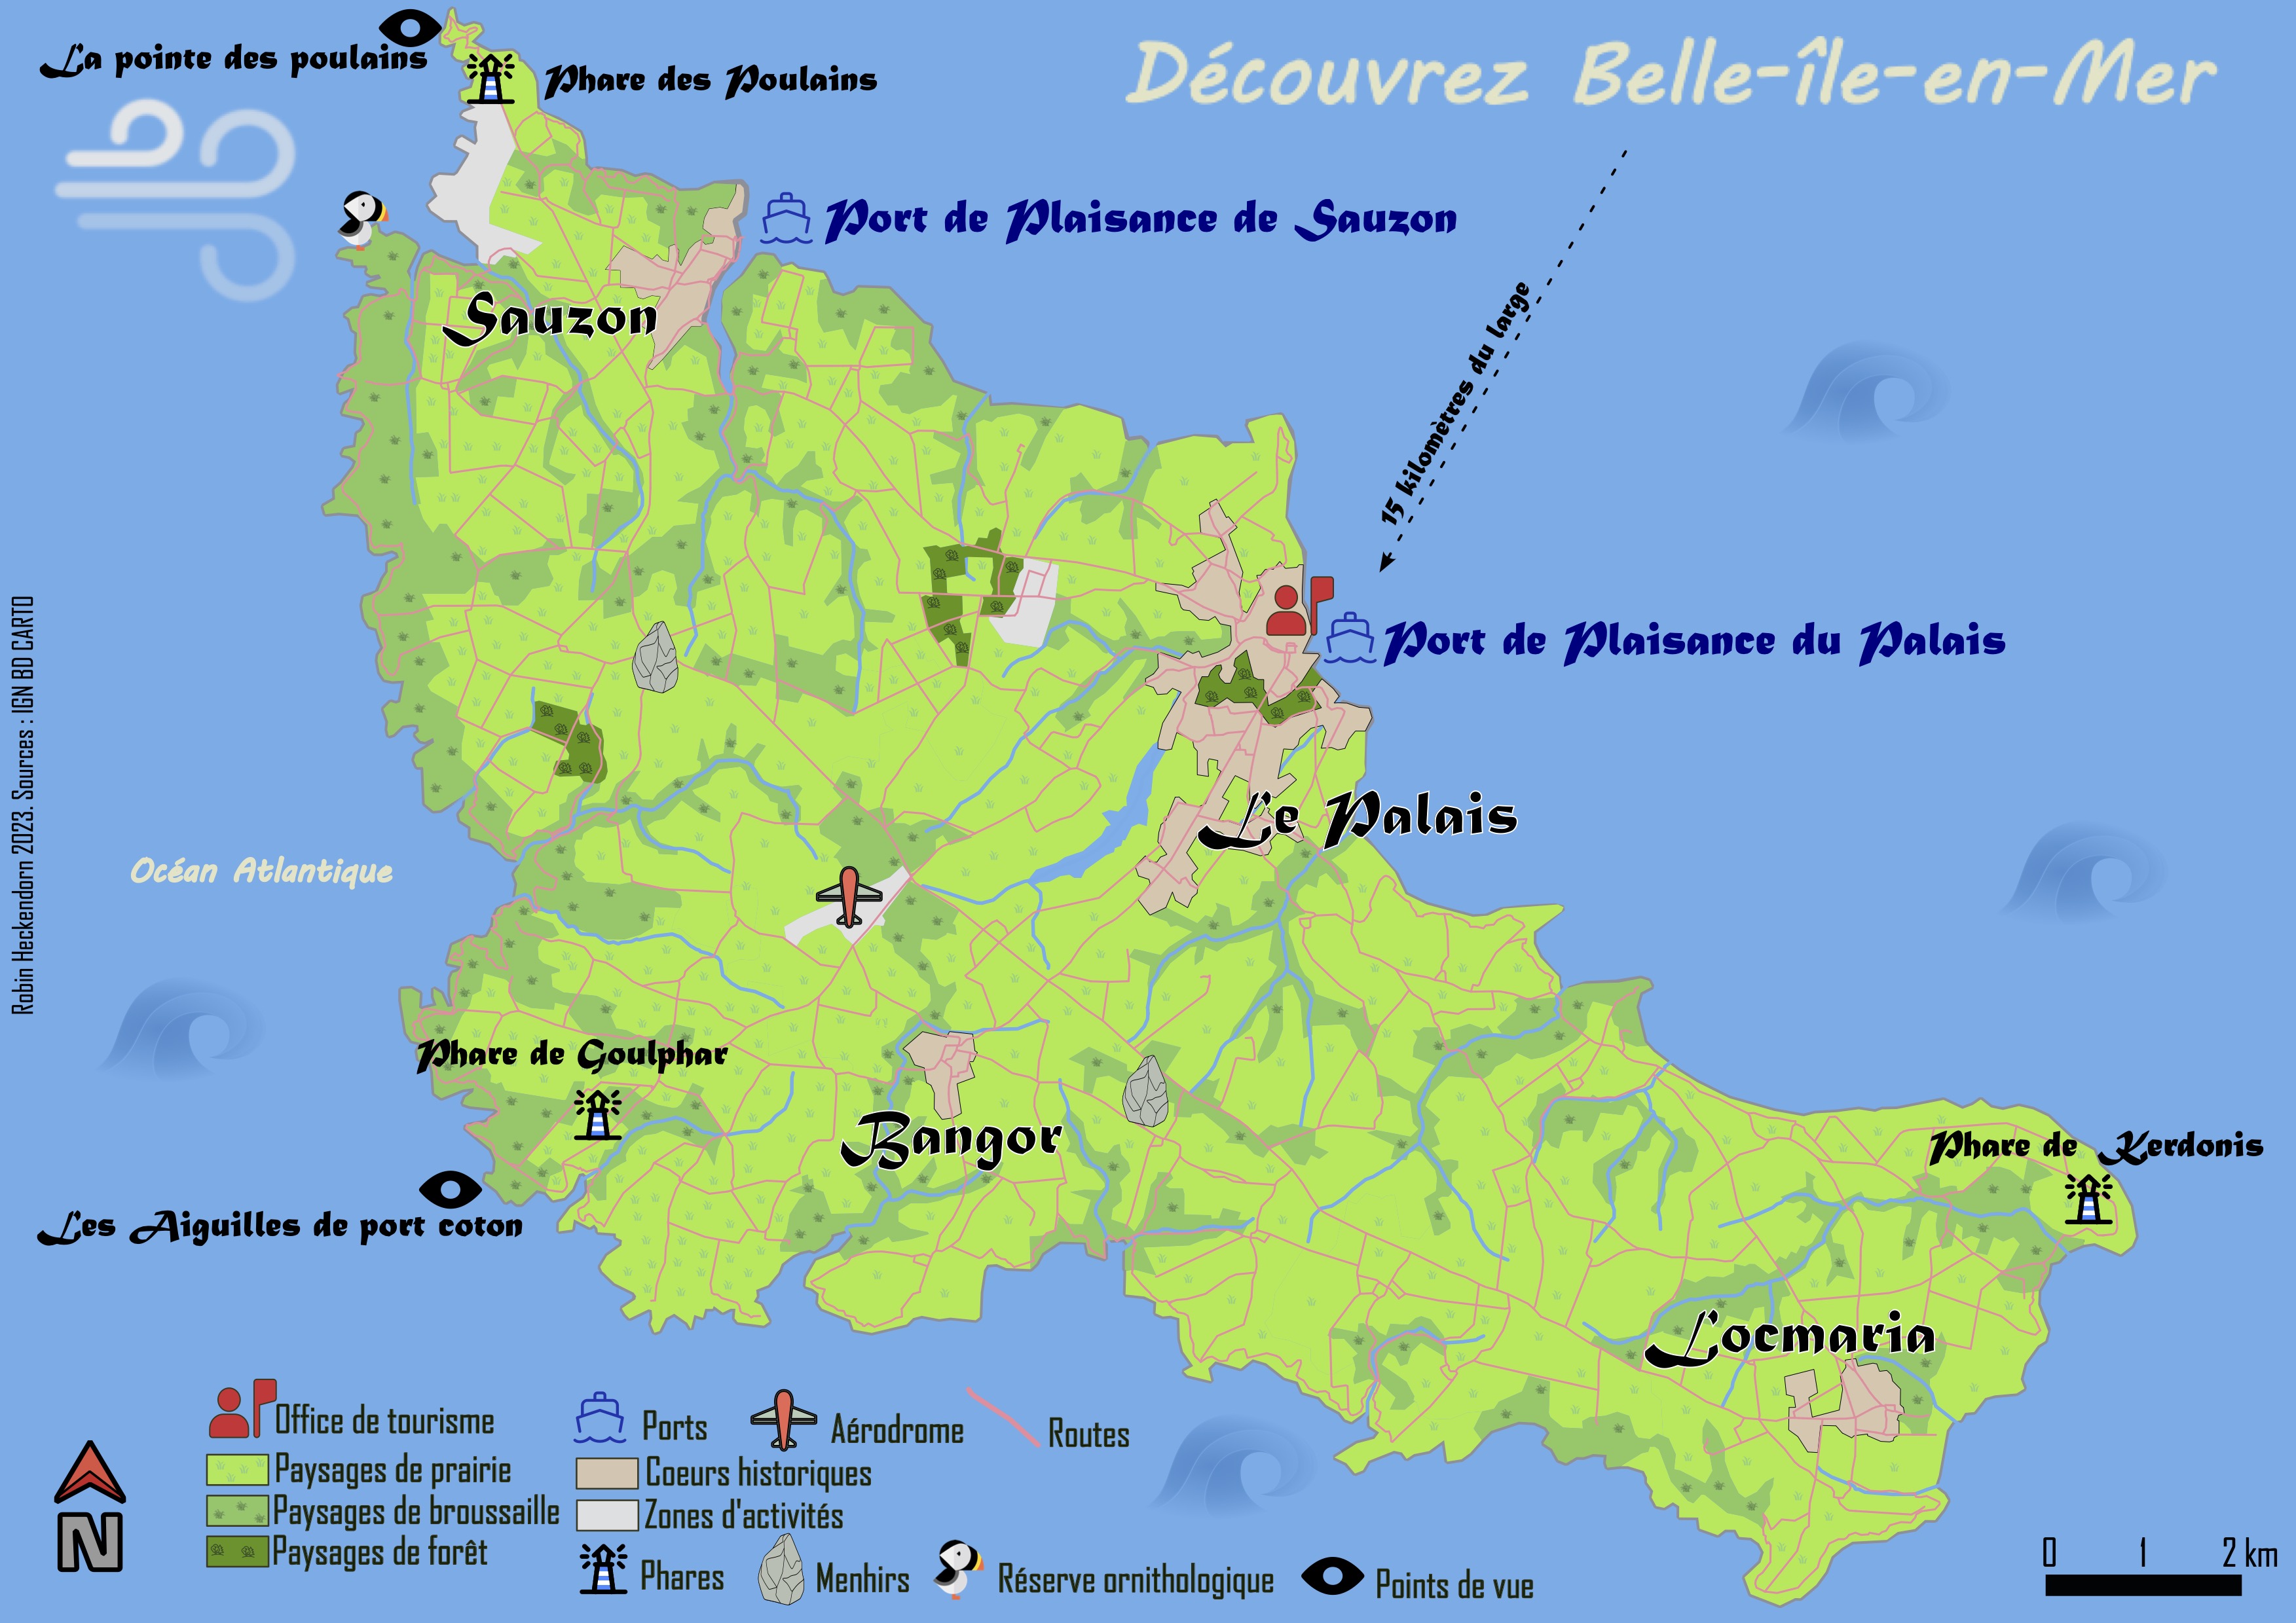 La pointe des poulains
Phare des Poulains
Découvrez Belle-île-en-Mer
Port de Plaisance de Sauzon
Sauzon
15 kilomètres du large
Port de Plaisance du Palais
Le Palais
Océan Atlantique
Robin Heckendorn 2023. Sources : IGN BD CARTO
Phare de Goulphar
Bangor
Phare de Kerdonis
Les Aiguilles de port coton
Locmaria
Office de tourisme
Ports
Aérodrome
Routes
Paysages de prairie
Coeurs historiques
Paysages de broussaille
Zones d'activités
Paysages de forêt
Phares
Menhirs
Réserve ornithologique
Points de vue
N
0 1 2 km